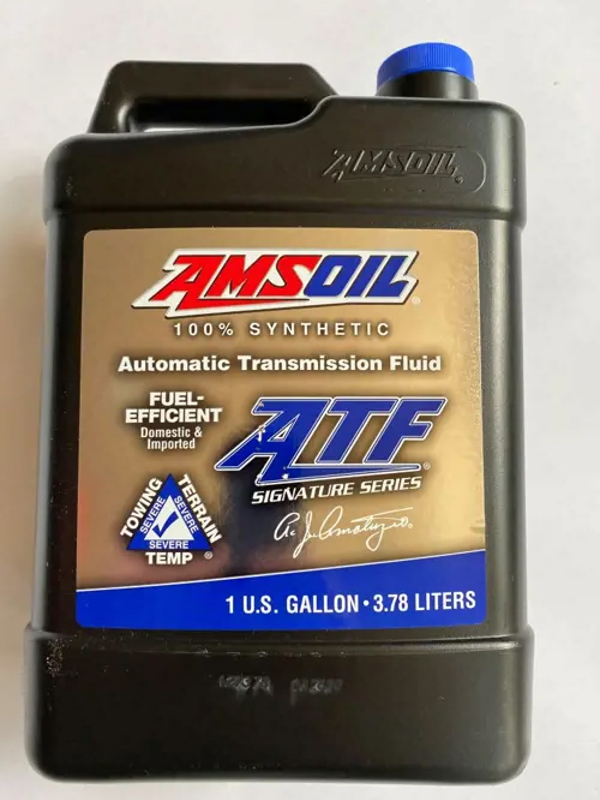 AMSOIL
AMSOIL®
100% SYNTHETIC
Automatic Transmission Fluid
FUEL-
EFFICIENT
Domestic &
Imported
ATF®
SIGNATURE SERIES
TOWING
TERRAIN
TEMP
SEVERE
SEVERE
SEVERE
®
1 U.S. GALLON • 3.78 LITERS